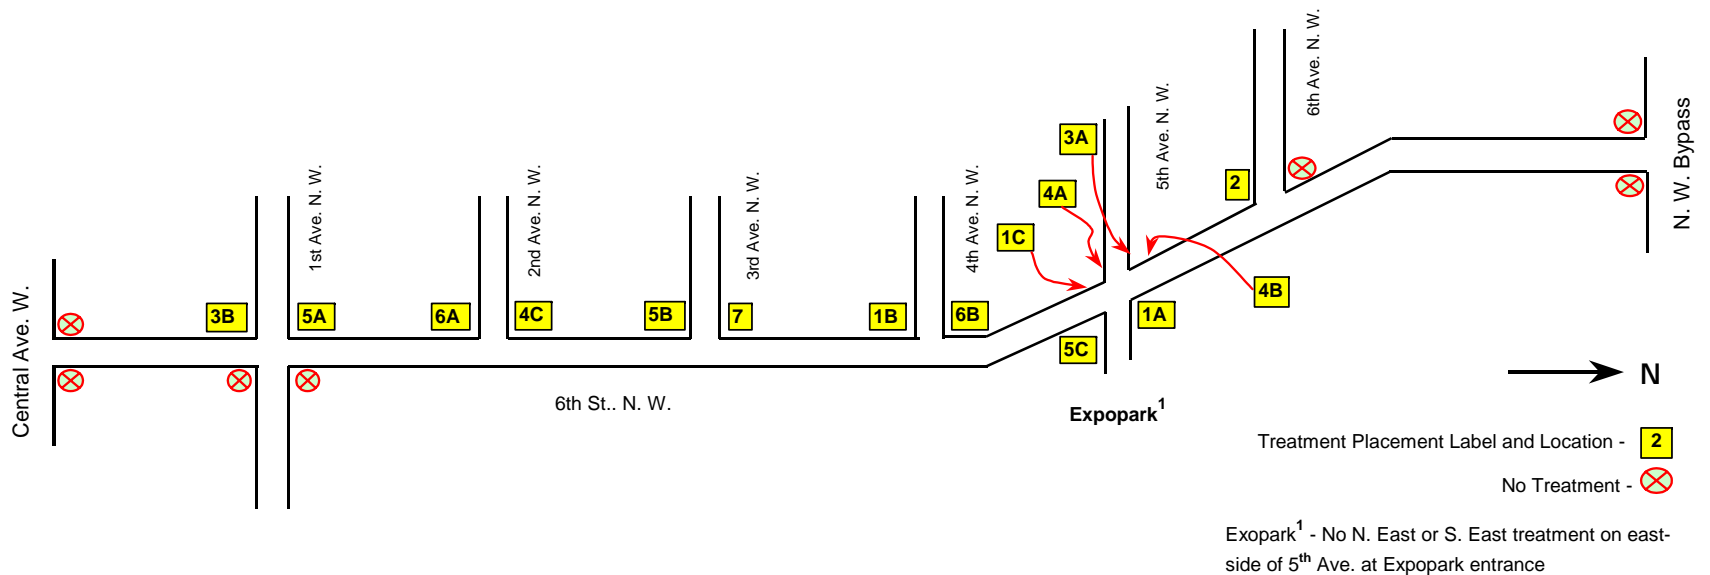 Central Ave. W.
3B
1st Ave. N. W.
5A
6A
2nd Ave. N. W.
4C
5B
3rd Ave. N. W.
7
1B
4th Ave. N. W.
6B
1C
4A
3A
5th Ave. N. W.
2
6th Ave. N. W.
N. W. Bypass
4B
1A
5C
6th St.. N. W.
Expopark1
N
Treatment Placement Label and Location - 2
No Treatment -
Exopark1 - No N. East or S. East treatment on east-
side of 5th Ave. at Expopark entrance